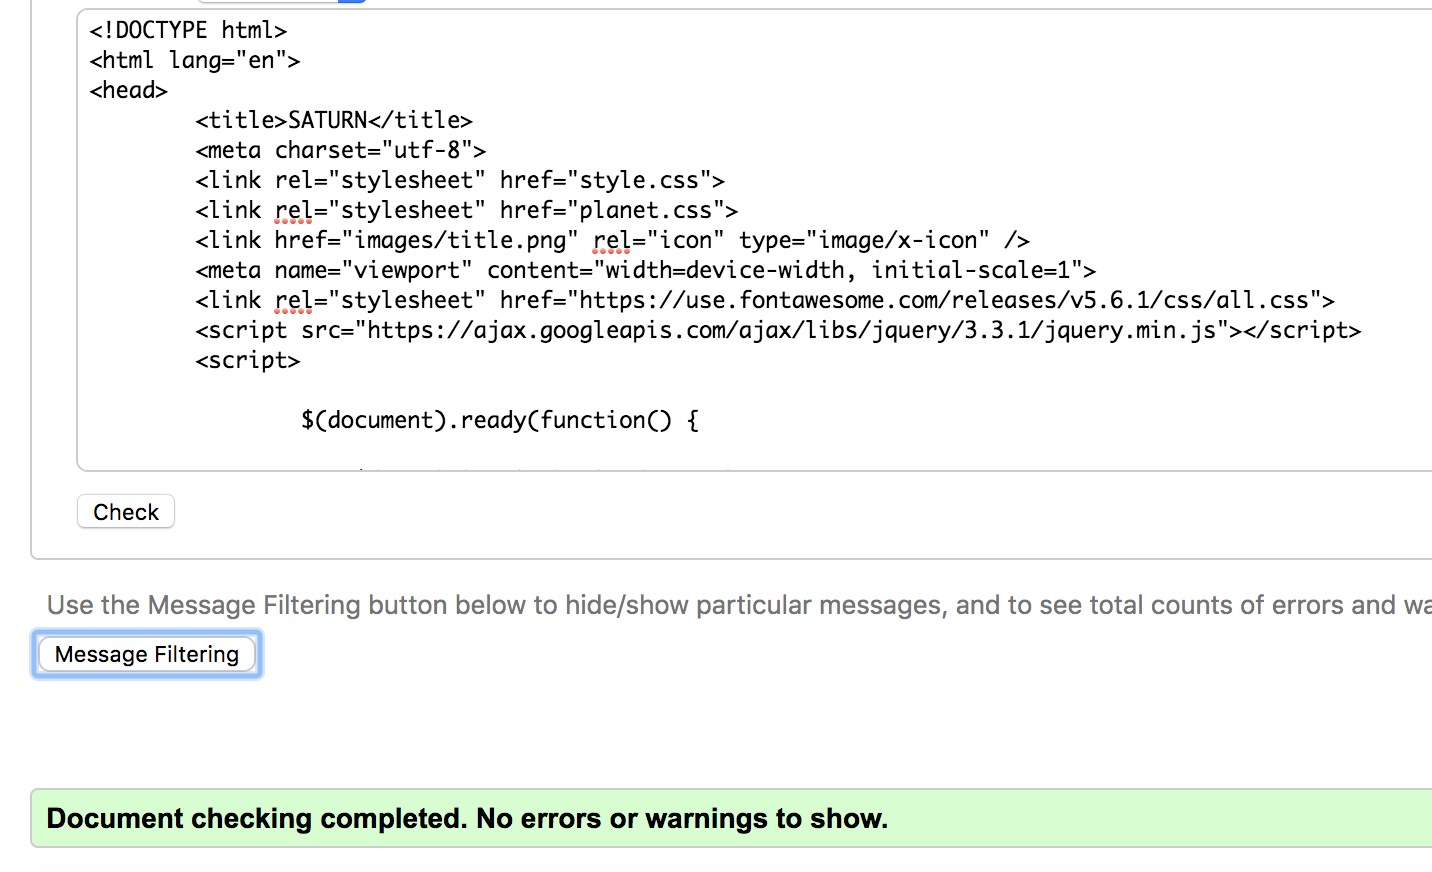 <!DOCTYPE html>
<html lang="en">
<head>
<title>SATURN</title>
<meta charset="utf-8">
<link rel="stylesheet" href="style.css">
<link rel="stylesheet" href="planet.css">
<link href="images/title.png" rel="icon" type="image/x-icon" />
<meta name="viewport" content="width=device-width, initial-scale=1">
<link rel="stylesheet" href="https://use.fontawesome.com/releases/v5.6.1/css/all.css">
<script src="https://ajax.googleapis.com/ajax/libs/jquery/3.3.1/jquery.min.js"></script>
<script>
$(document).ready(function() {
Check
Use the Message Filtering button below to hide/show particular messages, and to see total counts of errors and wa
Message Filtering
Document checking completed. No errors or warnings to show.